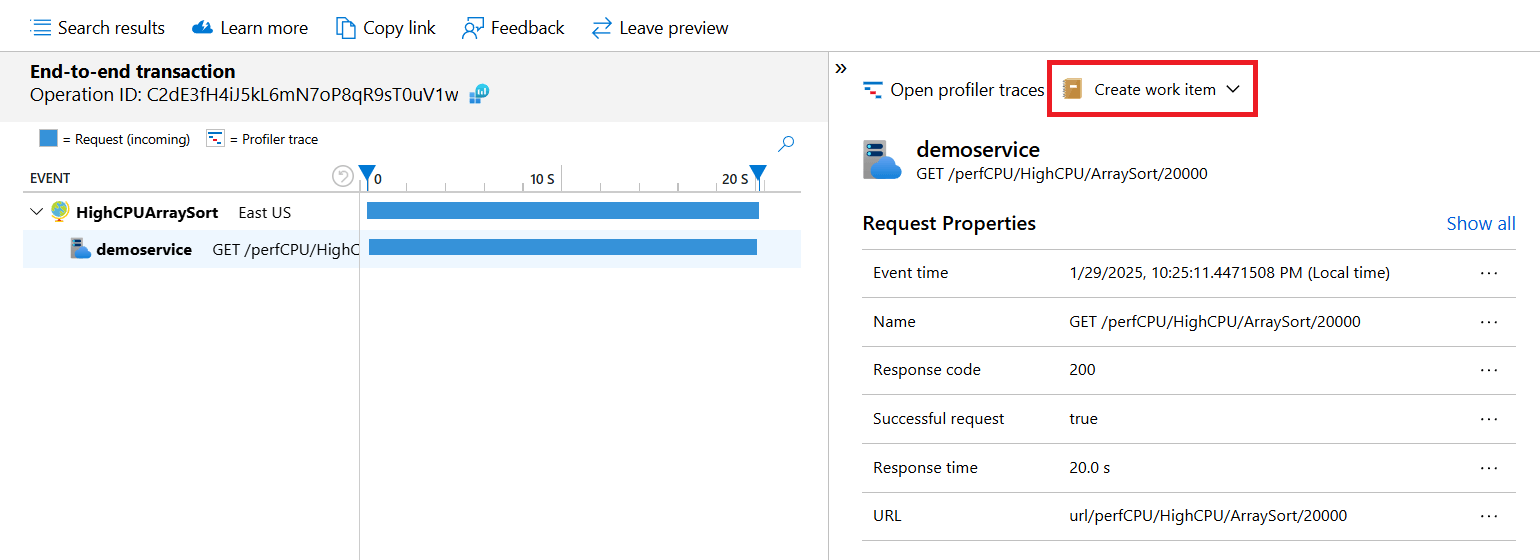 Search results Learn more Copy link Feedback Leave preview
End-to-end transaction
Operation ID: C2dE3fH4iJ5kL6mN7oP8qR9sT0uV1w
= Request (incoming) = Profiler trace
EVENT 0 10 S 20 S
HighCPUArraySort East US
demoservice GET /perfCPU/HighC
Open profiler traces Create work item
demoservice
GET /perfCPU/HighCPU/ArraySort/20000
Request Properties Show all
Event time 1/29/2025, 10:25:11.4471508 PM (Local time) ...
Name GET /perfCPU/HighCPU/ArraySort/20000 ...
Response code 200 ...
Successful request true ...
Response time 20.0 s ...
URL url/perfCPU/HighCPU/ArraySort/20000 ...